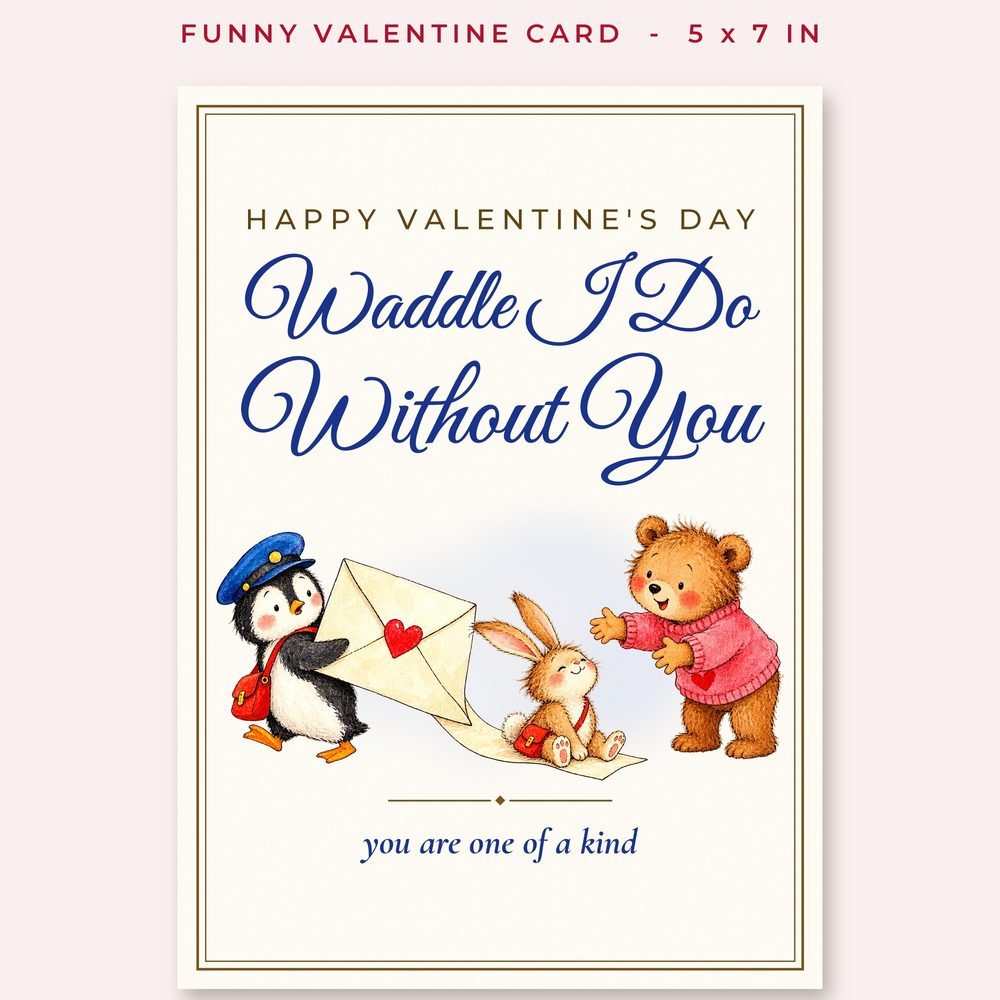 FUNNY VALENTINE CARD - 5 x 7 IN
HAPPY VALENTINE'S DAY
Waddle I Do
Without You
you are one of a kind